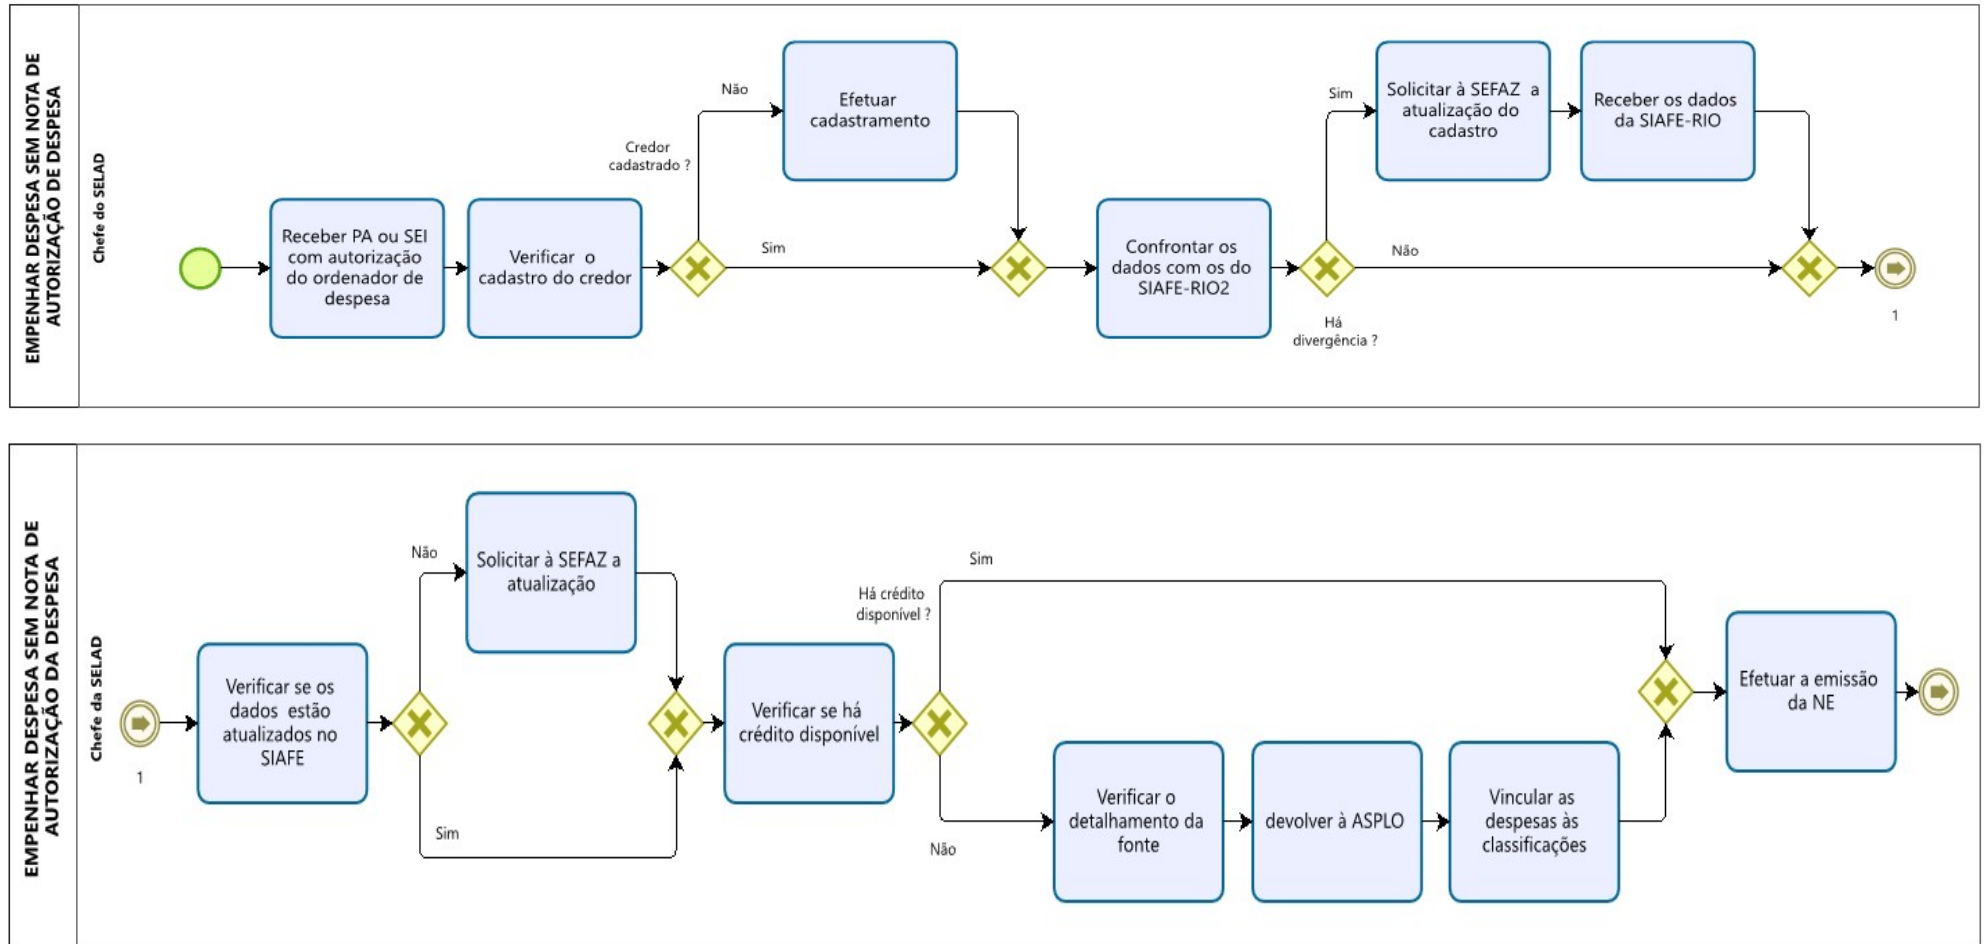 EMPENHAR DESPESA SEM NOTA DE
AUTORIZAÇÃO DE DESPESA
Chefe do SELAD
Receber PA ou SEI
com autorização
do ordenador de
despesa
Verificar o
cadastro do credor
Credor
cadastrado ?
Não
Efetuar
cadastramento
Sim
Confrontar os
dados com os do
SIAFE-RIO2
Há
divergência ?
Sim
Solicitar à SEFAZ a
atualização do
cadastro
Receber os dados
da SIAFE-RIO
Não
1
EMPENHAR DESPESA SEM NOTA DE
AUTORIZAÇÃO DA DESPESA
Chefe da SELAD
1
Verificar se os
dados estão
atualizados no
SIAFE
Não
Solicitar à SEFAZ a
atualização
Sim
Verificar se há
crédito disponível
Há crédito
disponível ?
Sim
Não
Verificar o
detalhamento da
fonte
devolver à ASPLO
Vincular as
despesas às
classificações
Efetuar a emissão
da NE